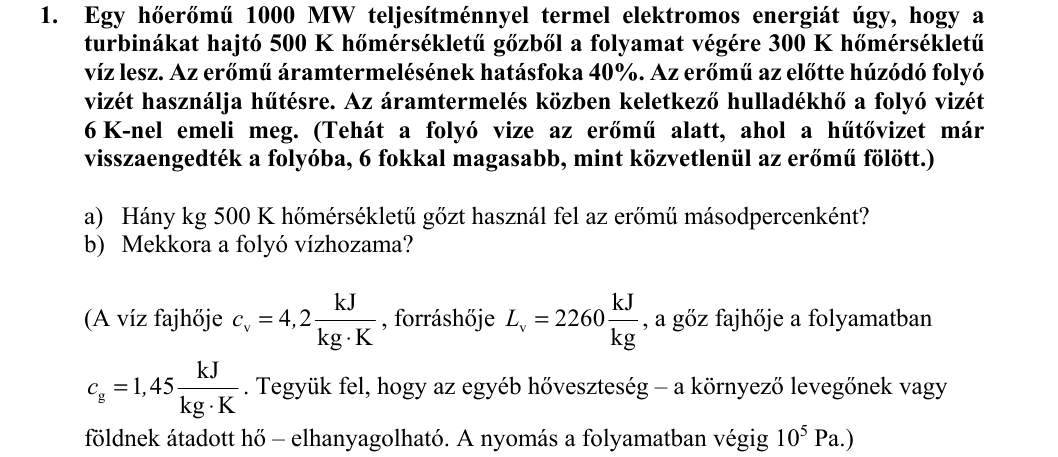 1. Egy hőerőmű 1000 MW teljesítménnyel termel elektromos energiát úgy, hogy a
turbinákat hajtó 500 K hőmérsékletű gőzből a folyamat végére 300 K hőmérsékletű
víz lesz. Az erőmű áramtermelésének hatásfoka 40%. Az erőmű az előtte húzódó folyó
vizét használja hűtésre. Az áramtermelés közben keletkező hulladékhő a folyó vizét
6 K-nel emeli meg. (Tehát a folyó vize az erőmű alatt, ahol a hűtővizet már
visszaengedték a folyóba, 6 fokkal magasabb, mint közvetlenül az erőmű fölött.)
a) Hány kg 500 K hőmérsékletű gőzt használ fel az erőmű másodpercenként?
b) Mekkora a folyó vízhozama?
(A víz fajhője c_v = 4,2 kJ/(kg·K), forráshője L_v = 2260 kJ/kg, a gőz fajhője a folyamatban
c_g = 1,45 kJ/(kg·K). Tegyük fel, hogy az egyéb hőveszteség – a környező levegőnek vagy
földnek átadott hő – elhanyagolható. A nyomás a folyamatban végig 10⁵ Pa.)